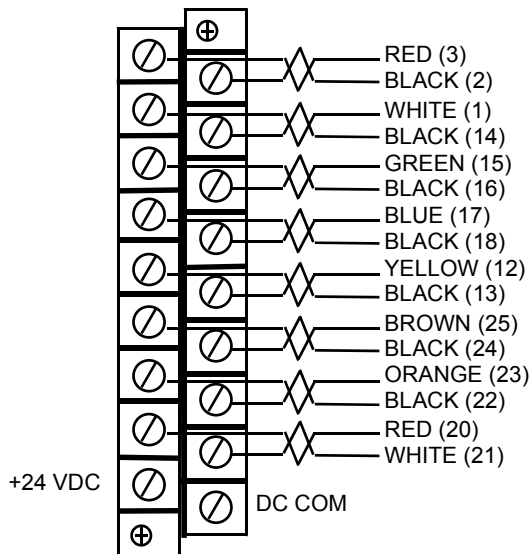 RED (3)
BLACK (2)
WHITE (1)
BLACK (14)
GREEN (15)
BLACK (16)
BLUE (17)
BLACK (18)
YELLOW (12)
BLACK (13)
BROWN (25)
BLACK (24)
ORANGE (23)
BLACK (22)
RED (20)
WHITE (21)
+24 VDC
DC COM